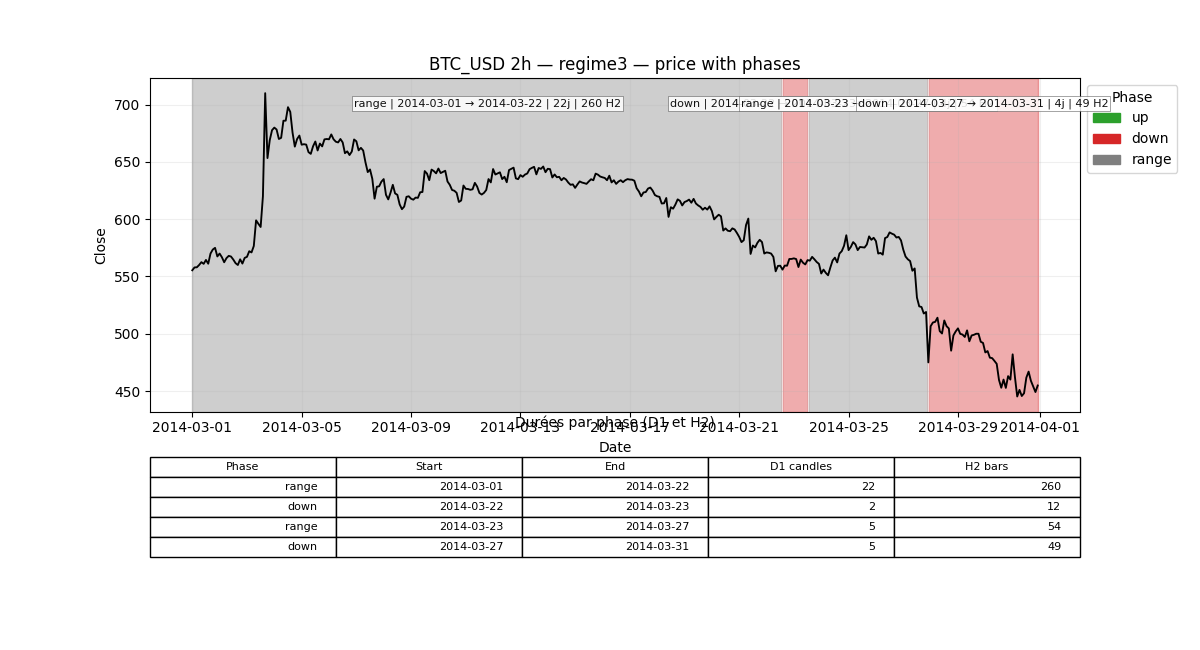 BTC_USD 2h — regime3 — price with phases
700
650
600
550
500
450
Close
range | 2014-03-01 → 2014-03-22 | 22j | 260 H2
down | 2014
range | 2014-03-23
down | 2014-03-27 → 2014-03-31 | 4j | 49 H2
Phase
up
down
range
2014-03-01 2014-03-05 2014-03-09 2014-03-13 2014-03-17 2014-03-21 2014-03-25 2014-03-29 2014-04-01
Durées par phase (D1 et H2)
Date
Phase Start End D1 candles H2 bars
range 2014-03-01 2014-03-22 22 260
down 2014-03-22 2014-03-23 2 12
range 2014-03-23 2014-03-27 5 54
down 2014-03-27 2014-03-31 5 49